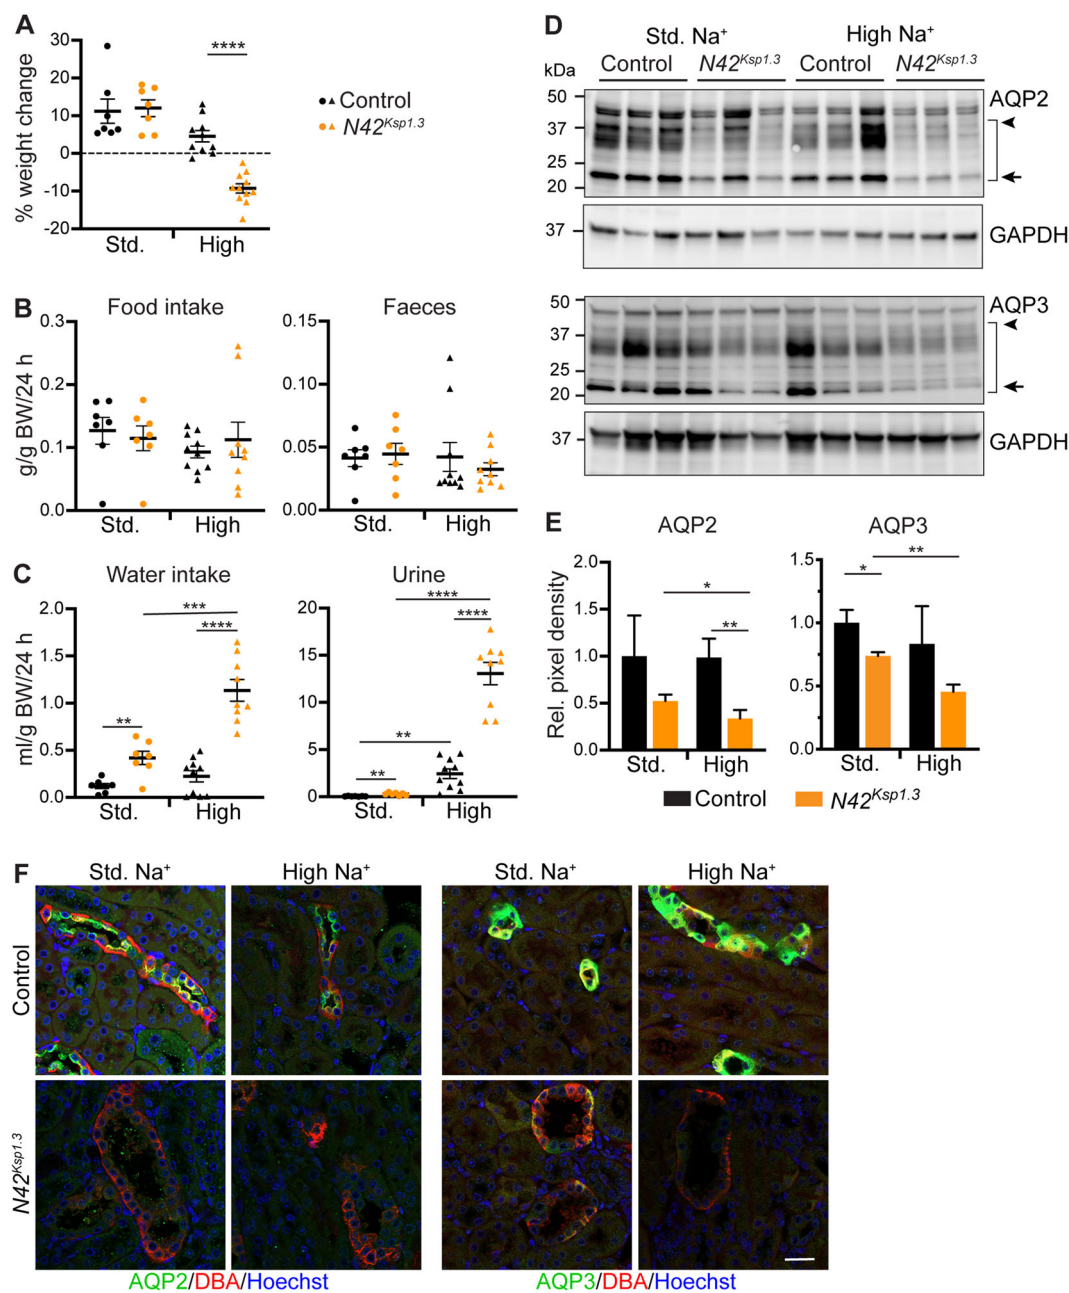 A
****
30
20
10
0
-10
-20
% weight change
Std.
High
Control
N42Ksp1.3
B
Food intake
Faeces
g/g BW/24 h
0.3
0.2
0.1
0.0
Std.
High
0.15
0.10
0.05
0.00
Std.
High
C
Water intake
Urine
ml/g BW/24 h
2.0
1.5
1.0
0.5
0.0
***
****
**
Std.
High
20
15
10
5
0
****
****
**
**
Std.
High
D
Std. Na+
High Na+
kDa
Control
N42Ksp1.3
Control
N42Ksp1.3
50
37
25
20
AQP2
37
GAPDH
50
37
25
20
AQP3
37
GAPDH
E
AQP2
AQP3
Rel. pixel density
2.0
1.5
1.0
0.5
0.0
*
**
Std.
High
1.5
1.0
0.5
0.0
**
*
Std.
High
Control
N42Ksp1.3
F
Std. Na+
High Na+
Std. Na+
High Na+
Control
N42Ksp1.3
AQP2/DBA/Hoechst
AQP3/DBA/Hoechst